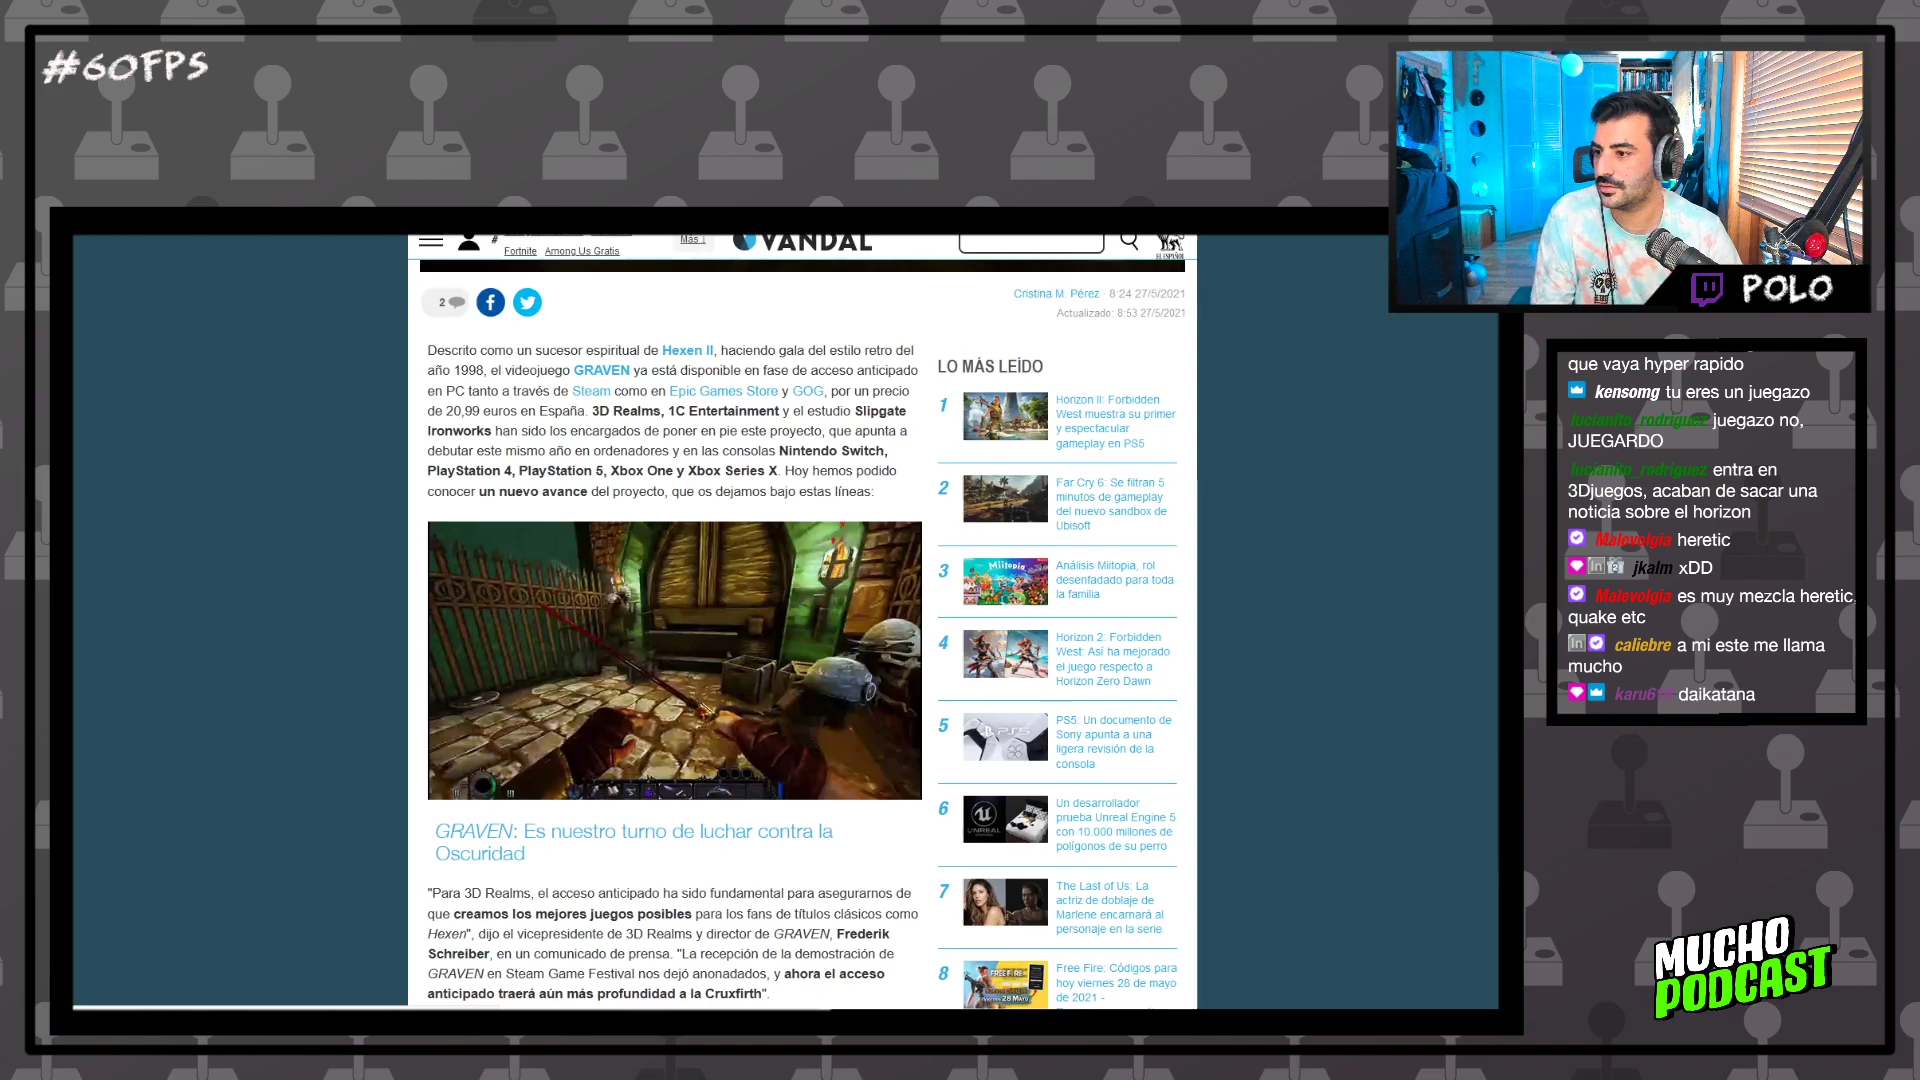 #60FPS
Más ↓
VANDAL
Fortnite Among Us Gratis
EL ESPAÑOL
2
Cristina M. Pérez · 8:24 27/5/2021
Actualizado: 8:53 27/5/2021
Descrito como un sucesor espiritual de Hexen II, haciendo gala del estilo retro del
año 1998, el videojuego GRAVEN ya está disponible en fase de acceso anticipado
en PC tanto a través de Steam como en Epic Games Store y GOG, por un precio
de 20,99 euros en España. 3D Realms, 1C Entertainment y el estudio Slipgate
Ironworks han sido los encargados de poner en pie este proyecto, que apunta a
debutar este mismo año en ordenadores y en las consolas Nintendo Switch,
PlayStation 4, PlayStation 5, Xbox One y Xbox Series X. Hoy hemos podido
conocer un nuevo avance del proyecto, que os dejamos bajo estas líneas:
GRAVEN: Es nuestro turno de luchar contra la
Oscuridad
"Para 3D Realms, el acceso anticipado ha sido fundamental para asegurarnos de
que creamos los mejores juegos posibles para los fans de títulos clásicos como
Hexen", dijo el vicepresidente de 3D Realms y director de GRAVEN, Frederik
Schreiber, en un comunicado de prensa. "La recepción de la demostración de
GRAVEN en Steam Game Festival nos dejó anonadados, y ahora el acceso
anticipado traerá aún más profundidad a la Cruxfirth".
LO MÁS LEÍDO
1
Horizon II: Forbidden
West muestra su primer
y espectacular
gameplay en PS5
2
Far Cry 6: Se filtran 5
minutos de gameplay
del nuevo sandbox de
Ubisoft
3
Miitopia
Análisis Miitopia, rol
desenfadado para toda
la familia
4
Horizon 2: Forbidden
West: Así ha mejorado
el juego respecto a
Horizon Zero Dawn
5
PS5
PS5: Un documento de
Sony apunta a una
ligera revisión de la
consola
6
UNREAL
Un desarrollador
prueba Unreal Engine 5
con 10.000 millones de
polígonos de su perro
7
The Last of Us: La
actriz de doblaje de
Marlene encarnará al
personaje en la serie
8
FREE FIRE
VIERNES 28 MAYO
Free Fire: Códigos para
hoy viernes 28 de mayo
de 2021 -
POLO
que vaya hyper rapido
kensomg tu eres un juegazo
lucianito_rodriguez juegazo no,
JUEGARDO
lucianito_rodriguez entra en
3Djuegos, acaban de sacar una
noticia sobre el horizon
Malevolgia heretic
jkalm xDD
Malevolgia es muy mezcla heretic,
quake etc
caliebre a mi este me llama
mucho
daikatana
MUCHO
PODCAST